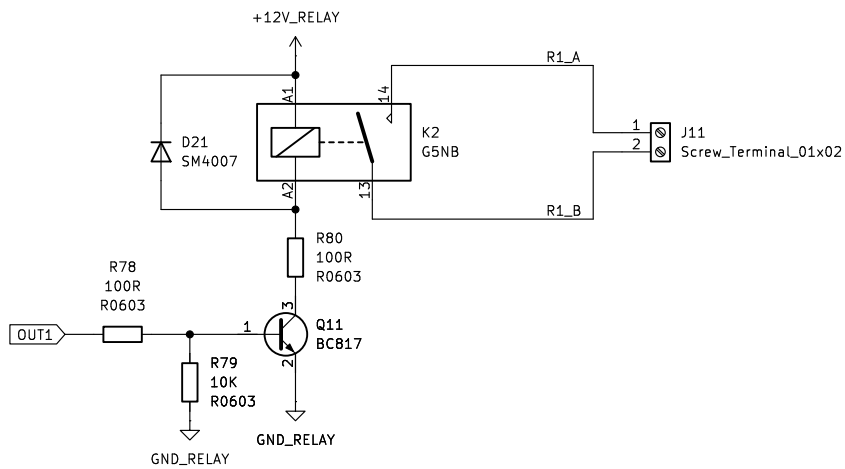 +12V_RELAY
R1_A
14
A1
D21
SM4007
K2
G5NB
1
2
J11
Screw_Terminal_01x02
A2
13
R1_B
R80
100R
R0603
R78
100R
R0603
3
OUT1
1
Q11
BC817
2
R79
10K
R0603
GND_RELAY
GND_RELAY